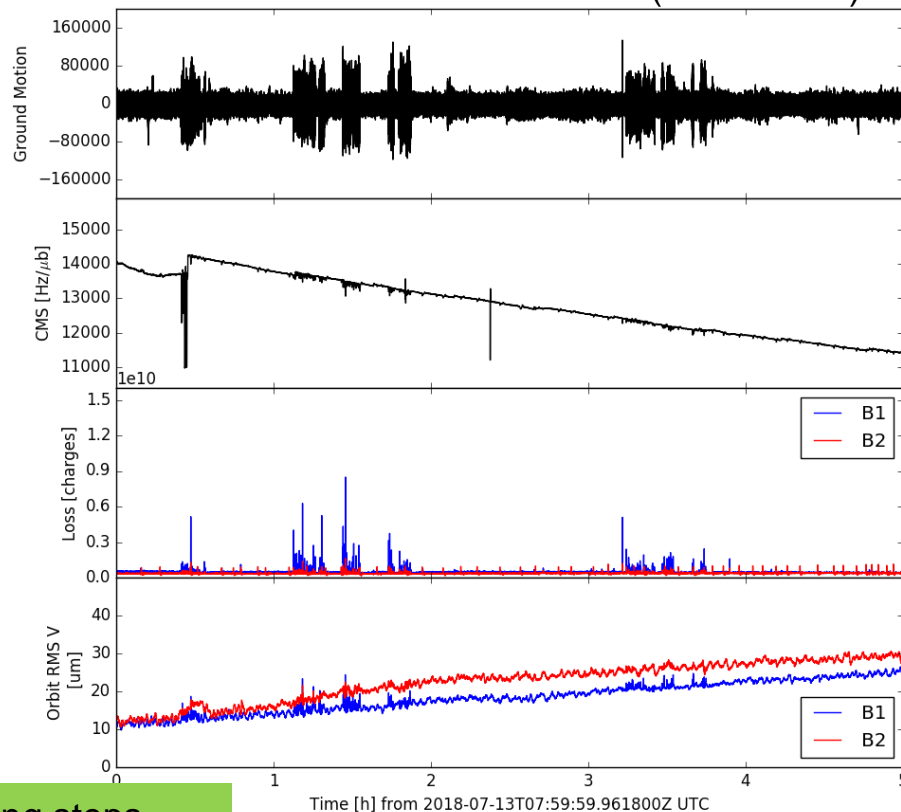 160000
80000
0
−80000
−160000
Ground Motion
15000
14000
13000
12000
11000
CMS [Hz/μb]
1e10
1.5
1.2
0.9
0.6
0.3
0.0
Loss [charges]
B1
B2
40
30
20
10
0
Orbit RMS V
[um]
B1
B2
0 1 2 3 4 5
Time [h] from 2018-07-13T07:59:59.961800Z UTC